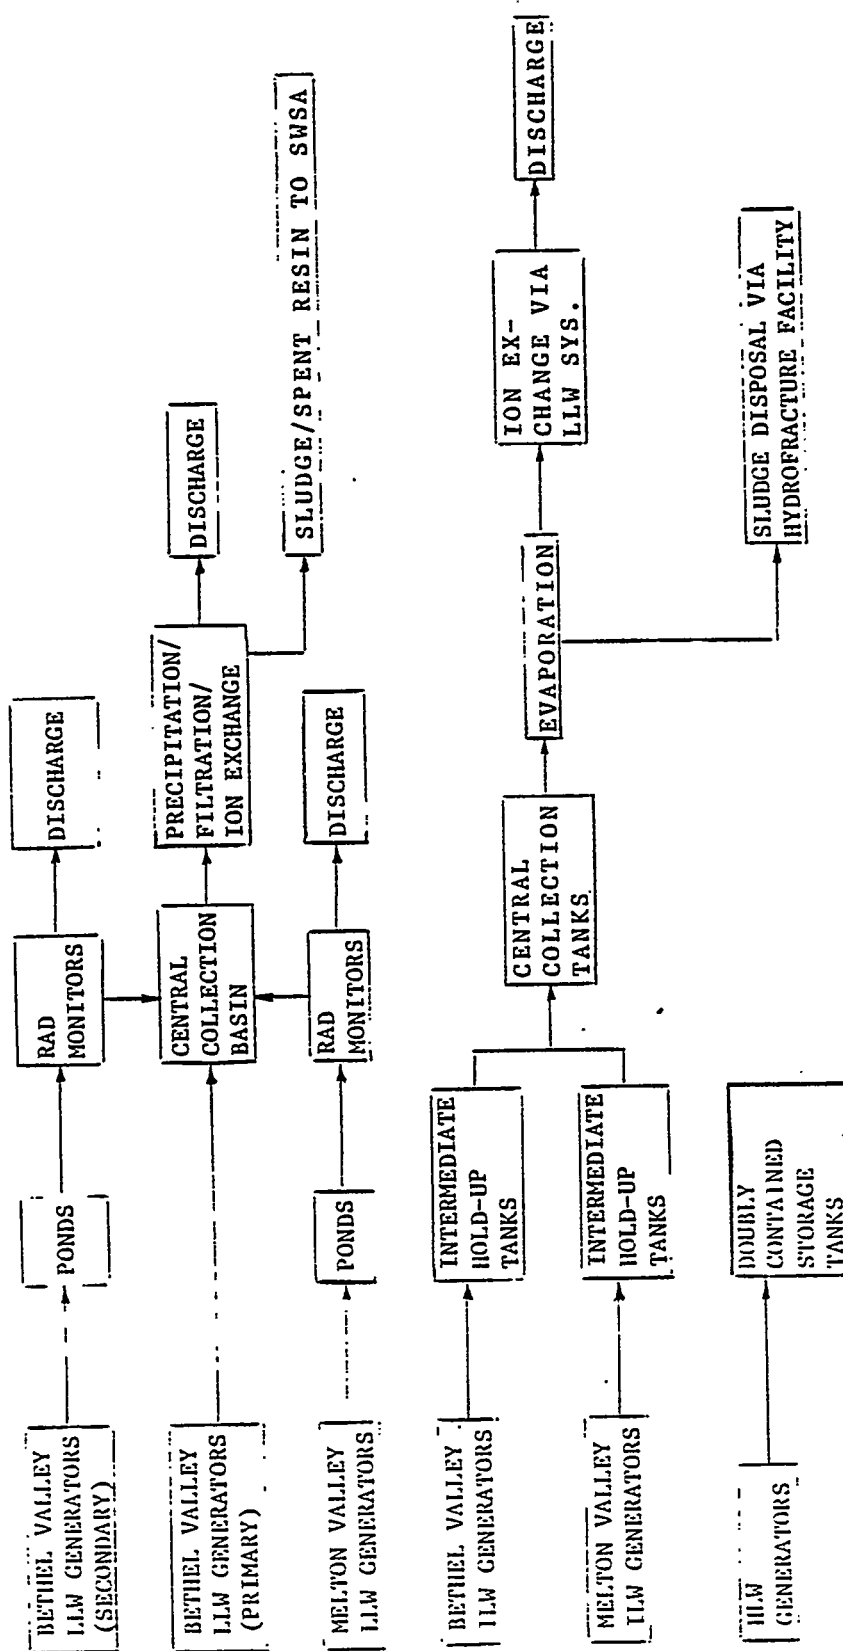 BETHEL VALLEY
LLW GENERATORS
(SECONDARY)
PONDS
RAD
MONITORS
DISCHARGE
BETHEL VALLEY
LLW GENERATORS
(PRIMARY)
CENTRAL
COLLECTION
BASIN
PRECIPITATION/
FILTRATION/
ION EXCHANGE
DISCHARGE
SLUDGE/SPENT RESIN TO SWSA
MELTON VALLEY
LLW GENERATORS
PONDS
RAD
MONITORS
DISCHARGE
BETHEL VALLEY
ILW GENERATORS
INTERMEDIATE
HOLD-UP
TANKS
MELTON VALLEY
ILW GENERATORS
INTERMEDIATE
HOLD-UP
TANKS
CENTRAL
COLLECTION
TANKS
EVAPORATION
ION EX-
CHANGE VIA
LLW SYS.
DISCHARGE
SLUDGE DISPOSAL VIA
HYDROFRACTURE FACILITY
HLW
GENERATORS
DOUBLY
CONTAINED
STORAGE
TANKS